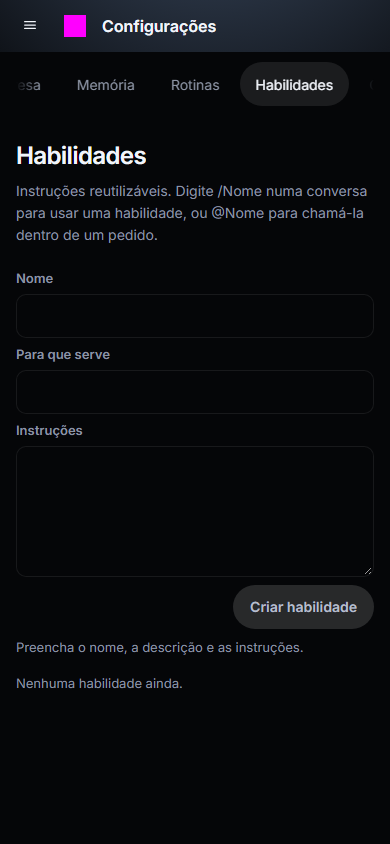 Configurações
esa Memória Rotinas Habilidades
Habilidades
Instruções reutilizáveis. Digite /Nome numa conversa
para usar uma habilidade, ou @Nome para chamá-la
dentro de um pedido.
Nome
Para que serve
Instruções
Criar habilidade
Preencha o nome, a descrição e as instruções.
Nenhuma habilidade ainda.